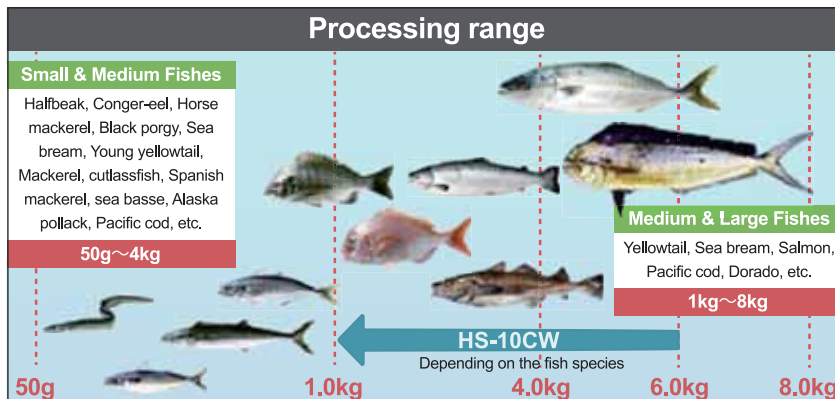 Processing range
Small & Medium Fishes
Halfbeak, Conger-eel, Horse
mackerel, Black porgy, Sea
bream, Young yellowtail,
Mackerel, cutlassfish, Spanish
mackerel, sea basse, Alaska
pollack, Pacific cod, etc.
50g～4kg
Medium & Large Fishes
Yellowtail, Sea bream, Salmon,
Pacific cod, Dorado, etc.
1kg～8kg
HS-10CW
Depending on the fish species
50g 1.0kg 4.0kg 6.0kg 8.0kg